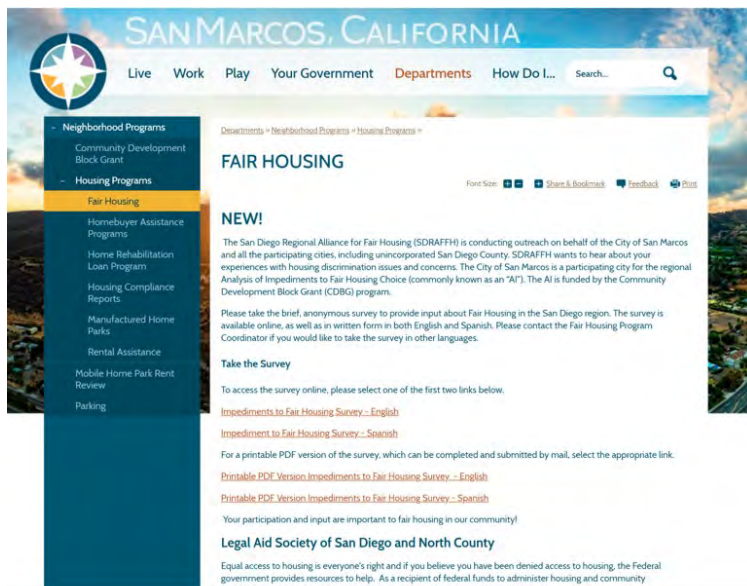 SAN MARCOS, CALIFORNIA
Live Work Play Your Government Departments How Do I... Search...
– Neighborhood Programs
Community Development
Block Grant
– Housing Programs
Fair Housing
Homebuyer Assistance
Programs
Home Rehabilitation
Loan Program
Housing Compliance
Reports
Manufactured Home
Parks
Rental Assistance
Mobile Home Park Rent
Review
Parking
Departments » Neighborhood Programs » Housing Programs »
FAIR HOUSING
Font Size: + - + Share & Bookmark Feedback Print
NEW!
The San Diego Regional Alliance for Fair Housing (SDRAFFH) is conducting outreach on behalf of the City of San Marcos
and all the participating cities, including unincorporated San Diego County. SDRAFFH wants to hear about your
experiences with housing discrimination issues and concerns. The City of San Marcos is a participating city for the regional
Analysis of Impediments to Fair Housing Choice (commonly known as an "AI"). The AI is funded by the Community
Development Block Grant (CDBG) program.
Please take the brief, anonymous survey to provide input about Fair Housing in the San Diego region. The survey is
available online, as well as in written form in both English and Spanish. Please contact the Fair Housing Program
Coordinator if you would like to take the survey in other languages.
Take the Survey
To access the survey online, please select one of the first two links below.
Impediments to Fair Housing Survey - English
Impediment to Fair Housing Survey - Spanish
For a printable PDF version of the survey, which can be completed and submitted by mail, select the appropriate link.
Printable PDF Version Impediments to Fair Housing Survey - English
Printable PDF Version Impediments to Fair Housing Survey - Spanish
Your participation and input are important to fair housing in our community!
Legal Aid Society of San Diego and North County
Equal access to housing is everyone's right and if you believe you have been denied access to housing, the Federal
government provides resources to help. As a recipient of federal funds to administer housing and community